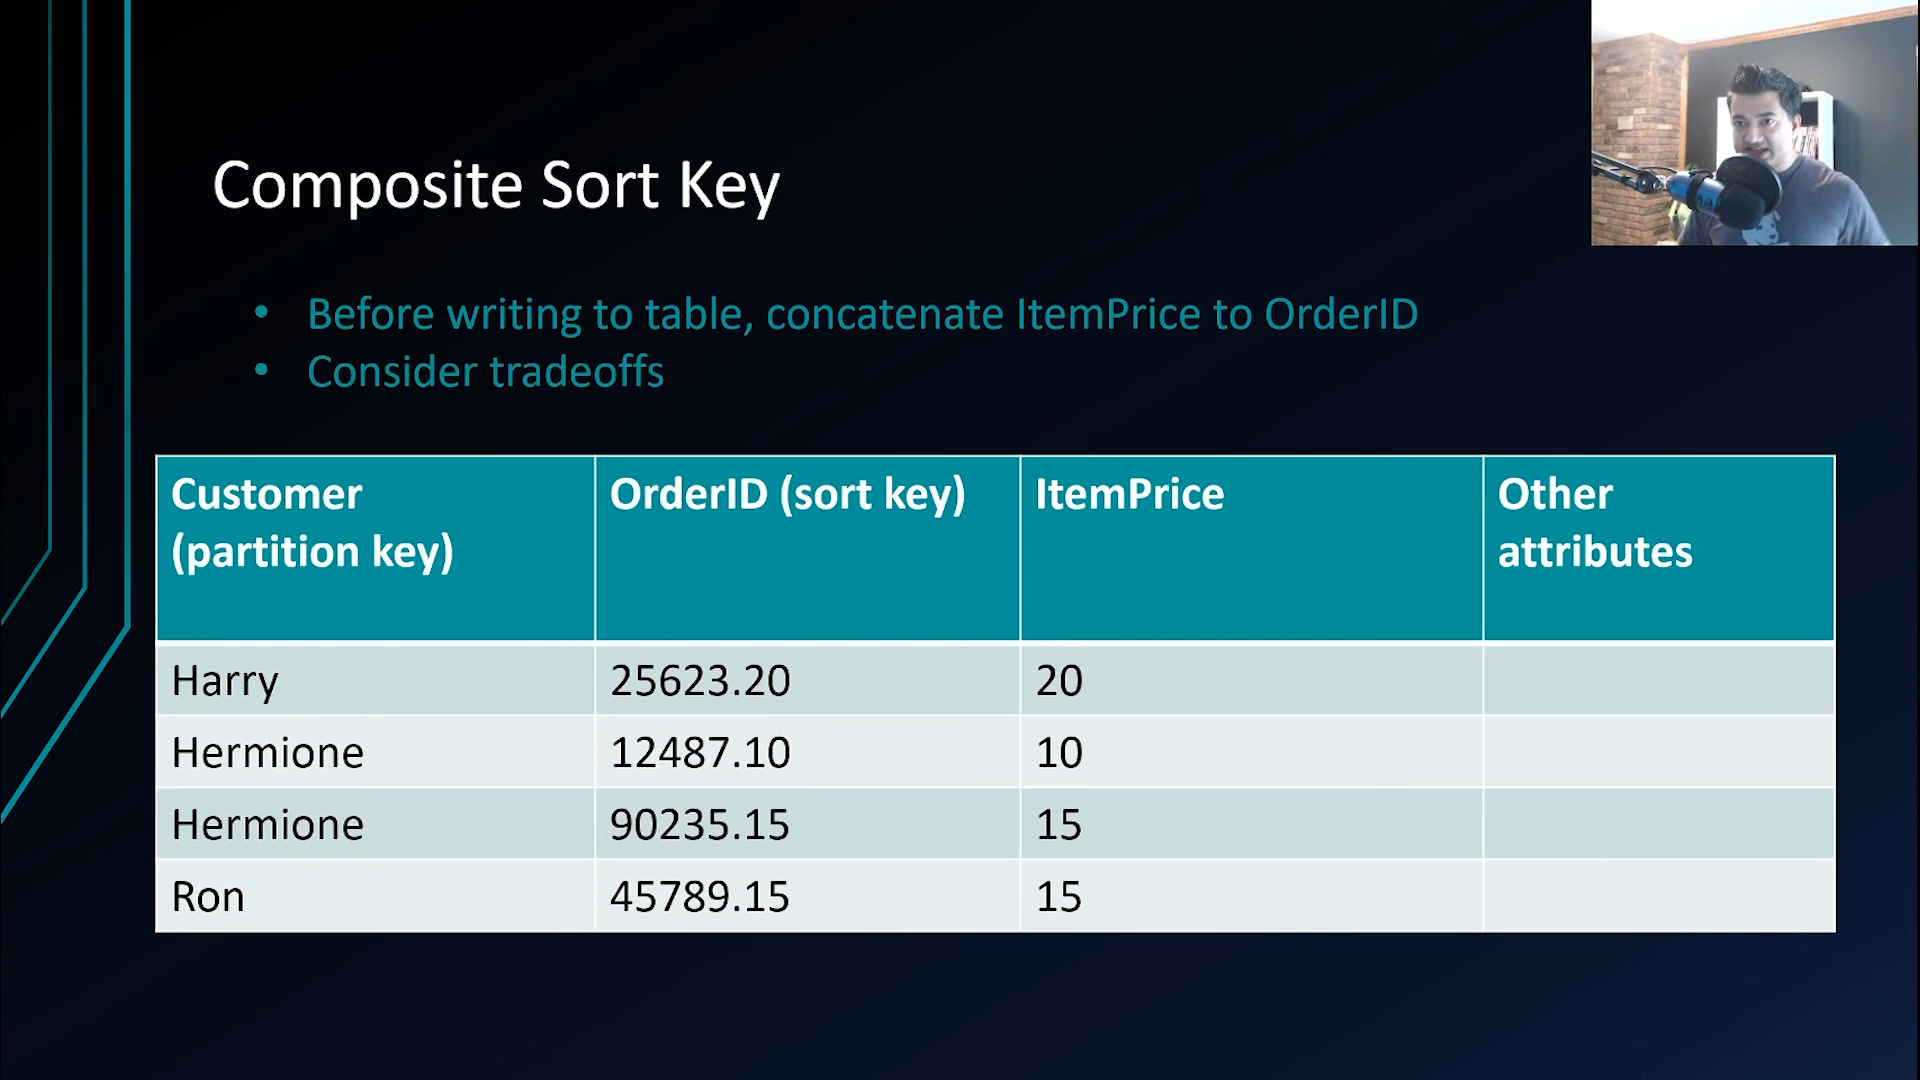 Composite Sort Key
• Before writing to table, concatenate ItemPrice to OrderID
• Consider tradeoffs
Customer (partition key) OrderID (sort key) ItemPrice Other attributes
Harry 25623.20 20
Hermione 12487.10 10
Hermione 90235.15 15
Ron 45789.15 15